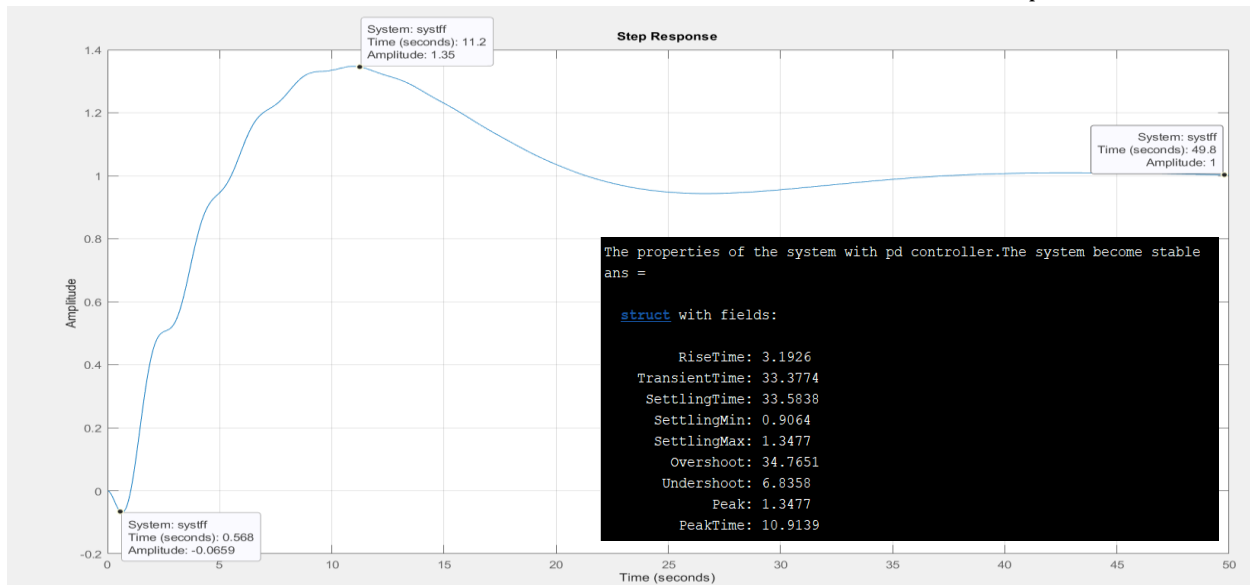 Step Response
System: systff
Time (seconds): 11.2
Amplitude: 1.35
System: systff
Time (seconds): 49.8
Amplitude: 1
System: systff
Time (seconds): 0.568
Amplitude: -0.0659
1.4
1.2
1
0.8
0.6
0.4
0.2
0
-0.2
Amplitude
0
5
10
15
20
25
30
35
40
45
50
Time (seconds)
The properties of the system with pd controller.The system become stable
ans =
struct with fields:
RiseTime: 3.1926
TransientTime: 33.3774
SettlingTime: 33.5838
SettlingMin: 0.9064
SettlingMax: 1.3477
Overshoot: 34.7651
Undershoot: 6.8358
Peak: 1.3477
PeakTime: 10.9139